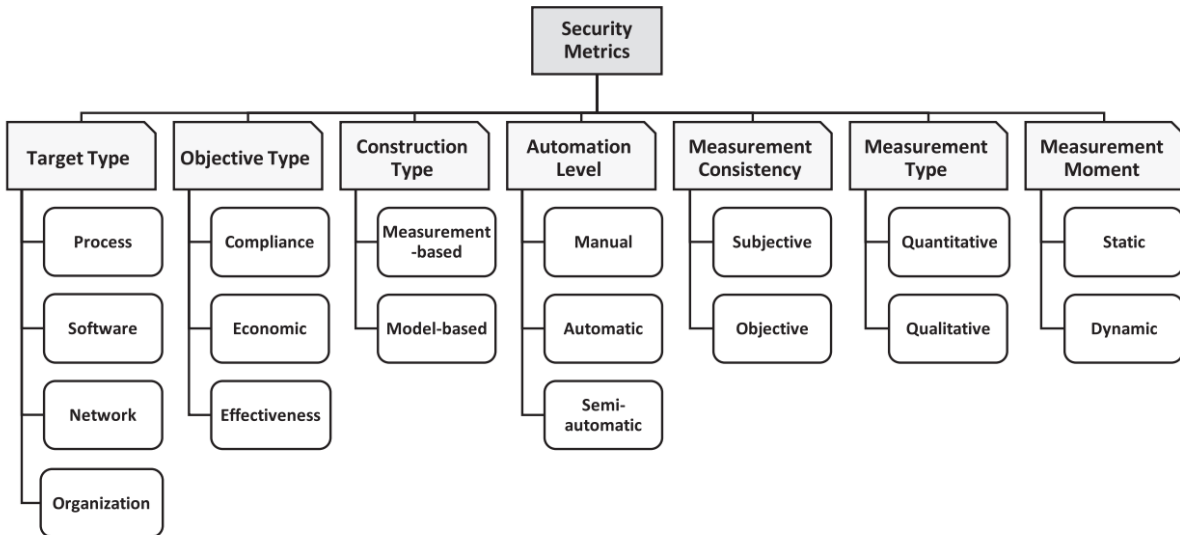 Security
Metrics
Target Type
Objective Type
Construction
Type
Automation
Level
Measurement
Consistency
Measurement
Type
Measurement
Moment
Process
Software
Network
Organization
Compliance
Economic
Effectiveness
Measurement
-based
Model-based
Manual
Automatic
Semi-
automatic
Subjective
Objective
Quantitative
Qualitative
Static
Dynamic